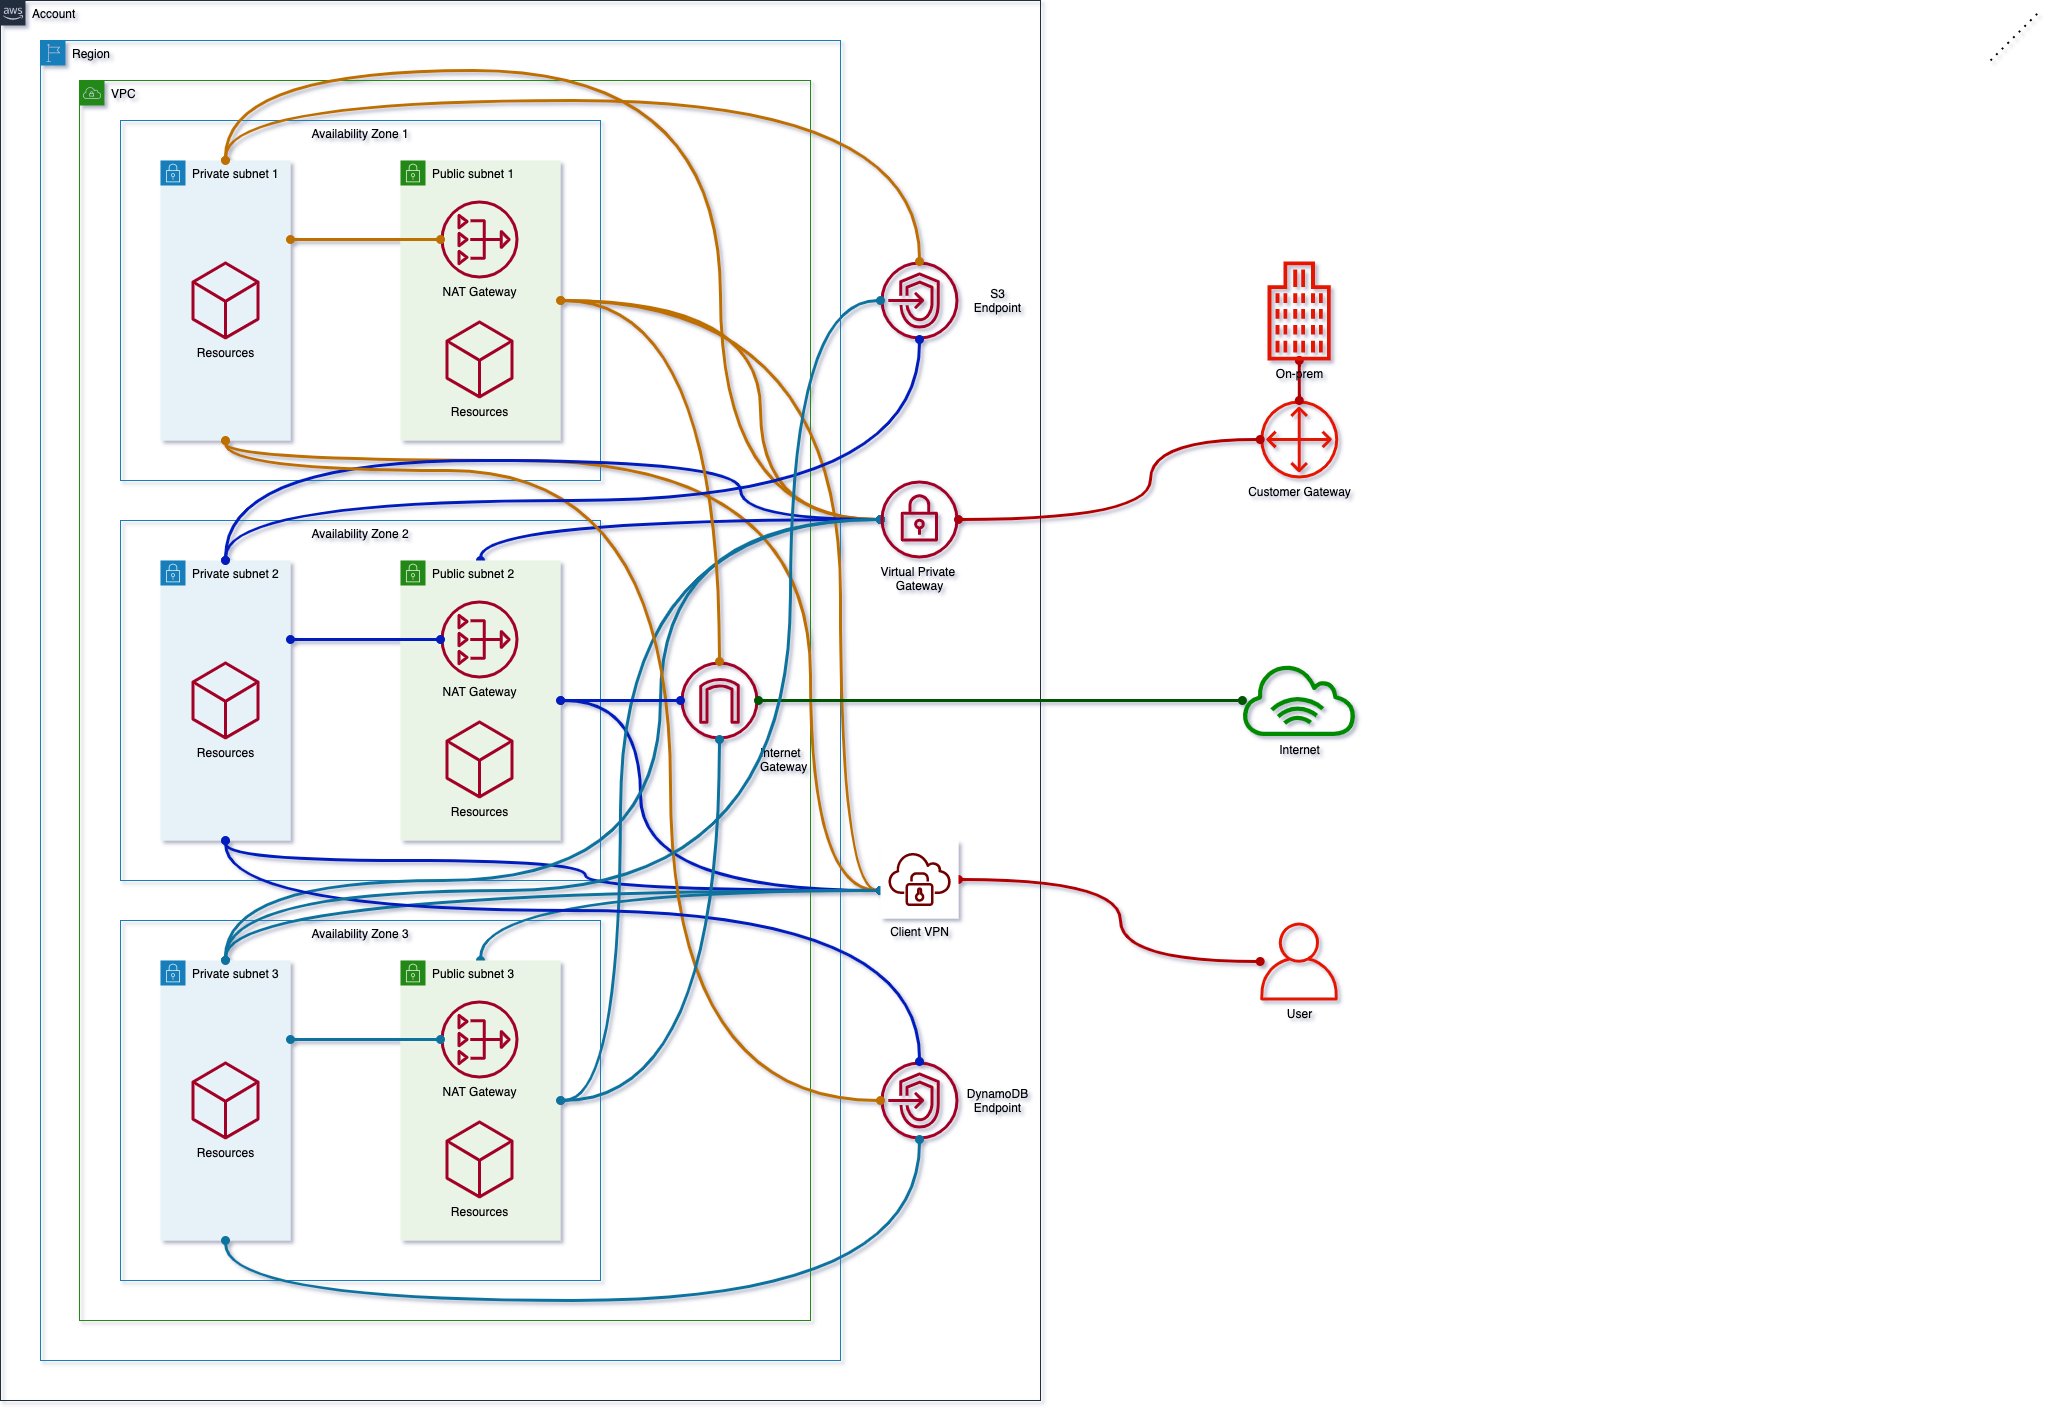 aws
Account
Region
VPC
Availability Zone 1
Private subnet 1
Public subnet 1
NAT Gateway
Resources
Resources
S3
Endpoint
On-prem
Customer Gateway
Availability Zone 2
Private subnet 2
Public subnet 2
Virtual Private
Gateway
NAT Gateway
Resources
Resources
Internet
Gateway
Internet
Client VPN
Availability Zone 3
Private subnet 3
Public subnet 3
User
NAT Gateway
Resources
Resources
DynamoDB
Endpoint